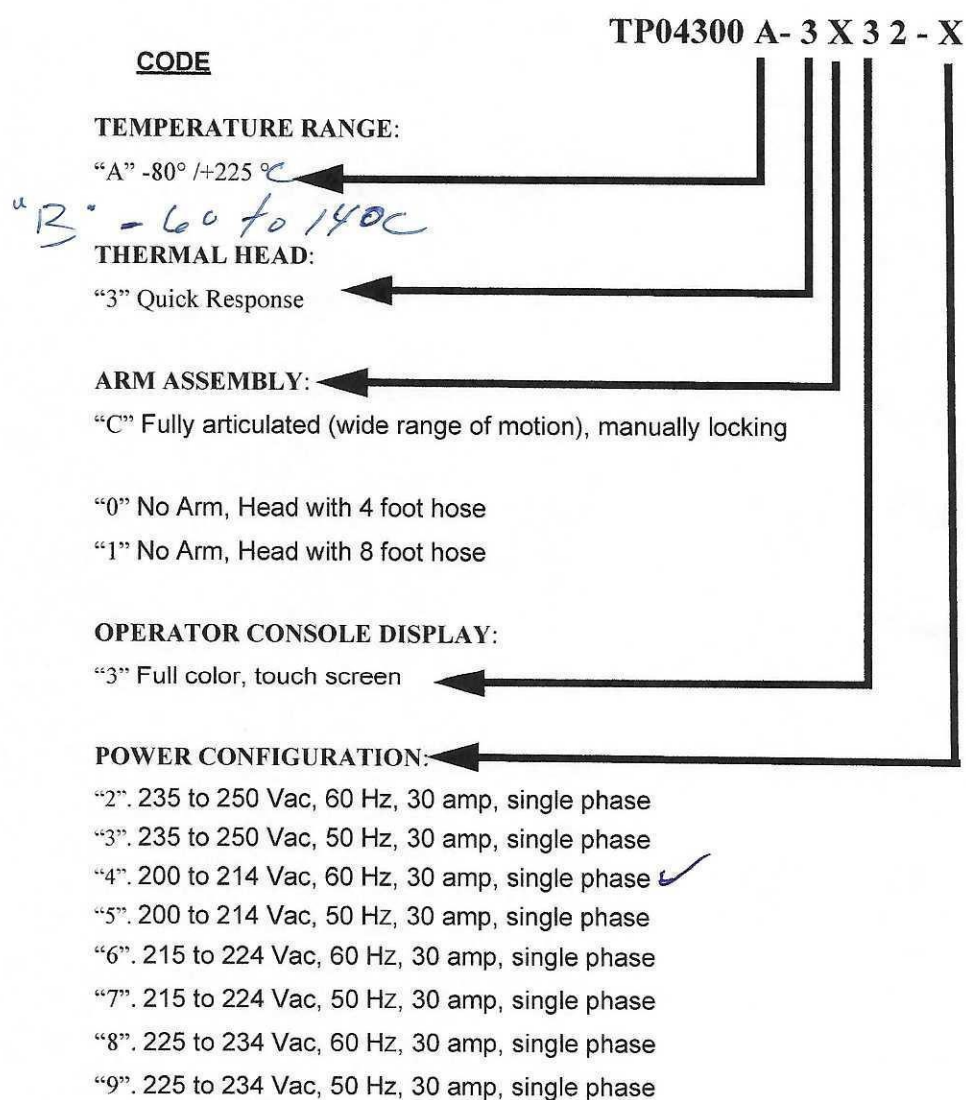 TP04300 A- 3 X 3 2 - X
CODE
TEMPERATURE RANGE:
“A” -80° /+225 °C
"B" - 60 to 140C
THERMAL HEAD:
“3” Quick Response
ARM ASSEMBLY:
“C” Fully articulated (wide range of motion), manually locking
“0” No Arm, Head with 4 foot hose
“1” No Arm, Head with 8 foot hose
OPERATOR CONSOLE DISPLAY:
“3” Full color, touch screen
POWER CONFIGURATION:
“2”. 235 to 250 Vac, 60 Hz, 30 amp, single phase
“3”. 235 to 250 Vac, 50 Hz, 30 amp, single phase
“4”. 200 to 214 Vac, 60 Hz, 30 amp, single phase ✓
“5”. 200 to 214 Vac, 50 Hz, 30 amp, single phase
“6”. 215 to 224 Vac, 60 Hz, 30 amp, single phase
“7”. 215 to 224 Vac, 50 Hz, 30 amp, single phase
“8”. 225 to 234 Vac, 60 Hz, 30 amp, single phase
“9”. 225 to 234 Vac, 50 Hz, 30 amp, single phase